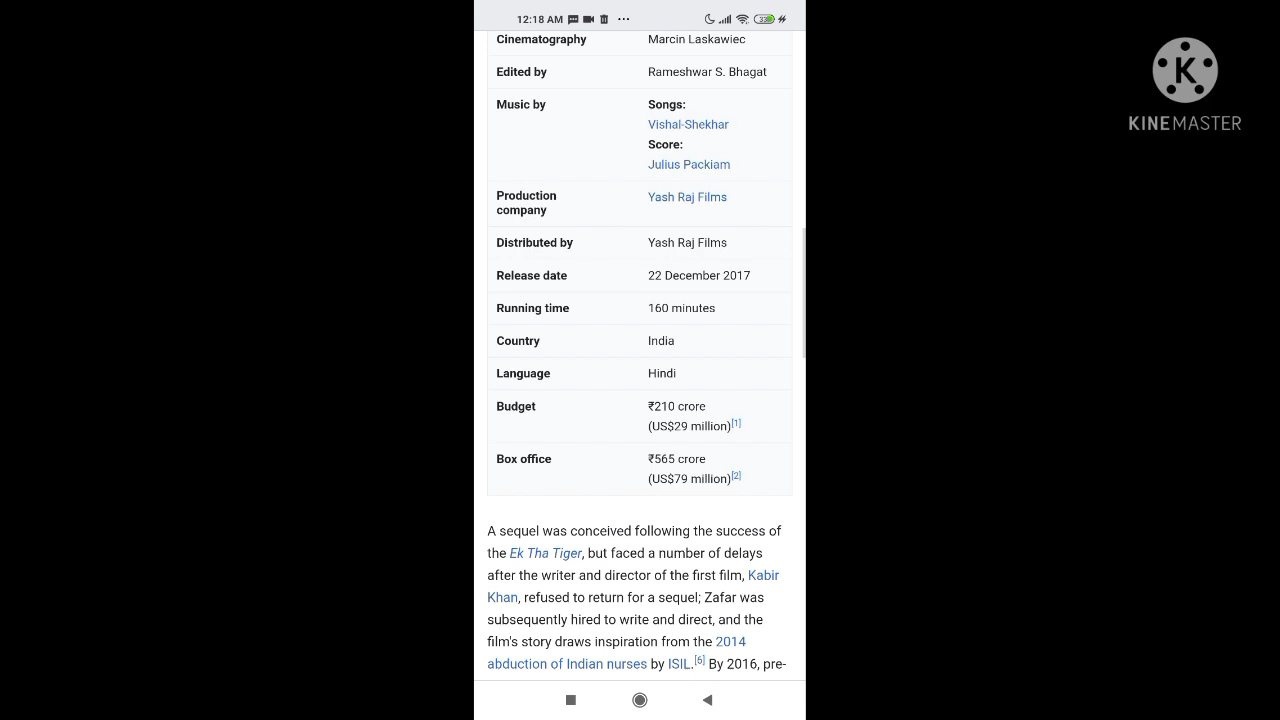 12:18 AM
33
Cinematography Marcin Laskawiec
Edited by Rameshwar S. Bhagat
Music by Songs:
Vishal-Shekhar
Score:
Julius Packiam
Production Yash Raj Films
company
Distributed by Yash Raj Films
Release date 22 December 2017
Running time 160 minutes
Country India
Language Hindi
Budget ₹210 crore
(US$29 million)[1]
Box office ₹565 crore
(US$79 million)[2]
A sequel was conceived following the success of
the Ek Tha Tiger, but faced a number of delays
after the writer and director of the first film, Kabir
Khan, refused to return for a sequel; Zafar was
subsequently hired to write and direct, and the
film's story draws inspiration from the 2014
abduction of Indian nurses by ISIL.[6] By 2016, pre-
K
KINEMASTER